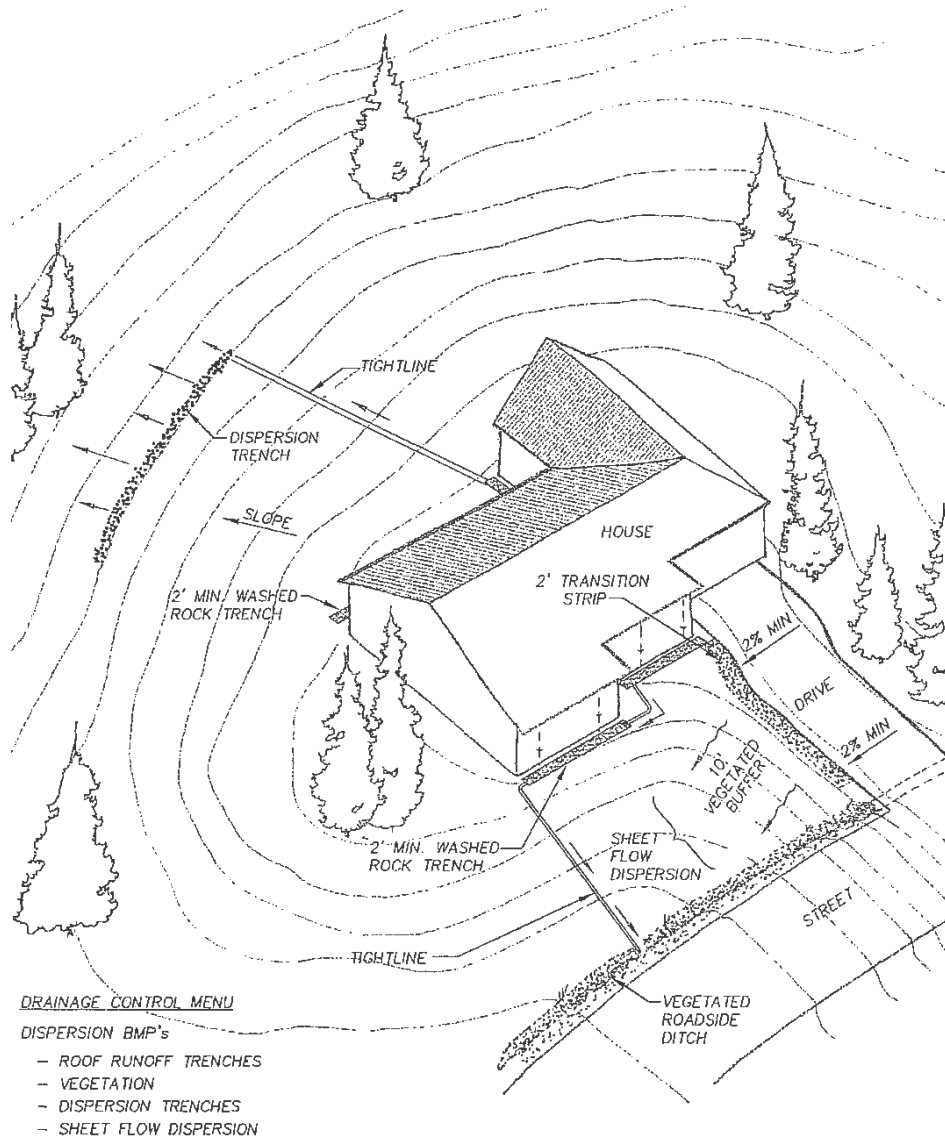 TIGHTLINE
DISPERSION
TRENCH
SLOPE
HOUSE
2' MIN. WASHED
ROCK TRENCH
2' TRANSITION
STRIP
2% MIN
DRIVE
2% MIN
10'
VEGETATED
BUFFER
2' MIN. WASHED
ROCK TRENCH
SHEET
FLOW
DISPERSION
STREET
TIGHTLINE
VEGETATED
ROADSIDE
DITCH
DRAINAGE CONTROL MENU
DISPERSION BMP's
- ROOF RUNOFF TRENCHES
- VEGETATION
- DISPERSION TRENCHES
- SHEET FLOW DISPERSION